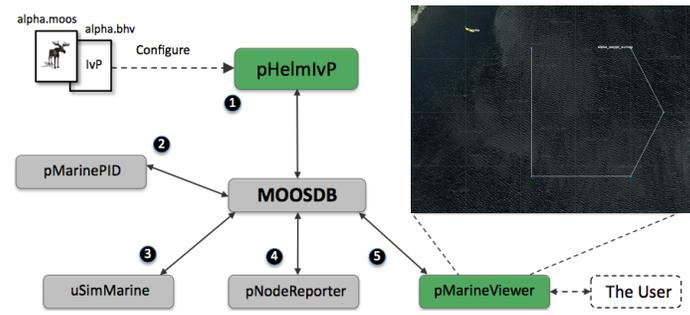 alpha.moos
alpha.bhv
IvP
Configure
pHelmIvP
1
2
pMarinePID
MOOSDB
3
4
5
uSimMarine
pNodeReporter
pMarineViewer
The User